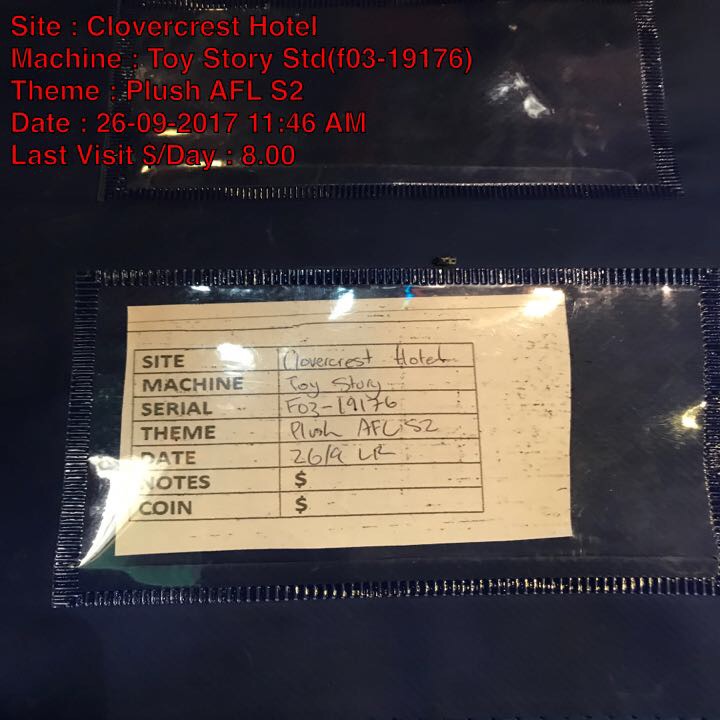 Site : Clovercrest Hotel
Machine : Toy Story Std(f03-19176)
Theme : Plush AFL S2
Date : 26-09-2017 11:46 AM
Last Visit $/Day : 8.00
SITE Clovercrest Hotel
MACHINE Toy Story
SERIAL F03-19176
THEME Plush AFL S2
DATE 26/9 LR
NOTES $
COIN $